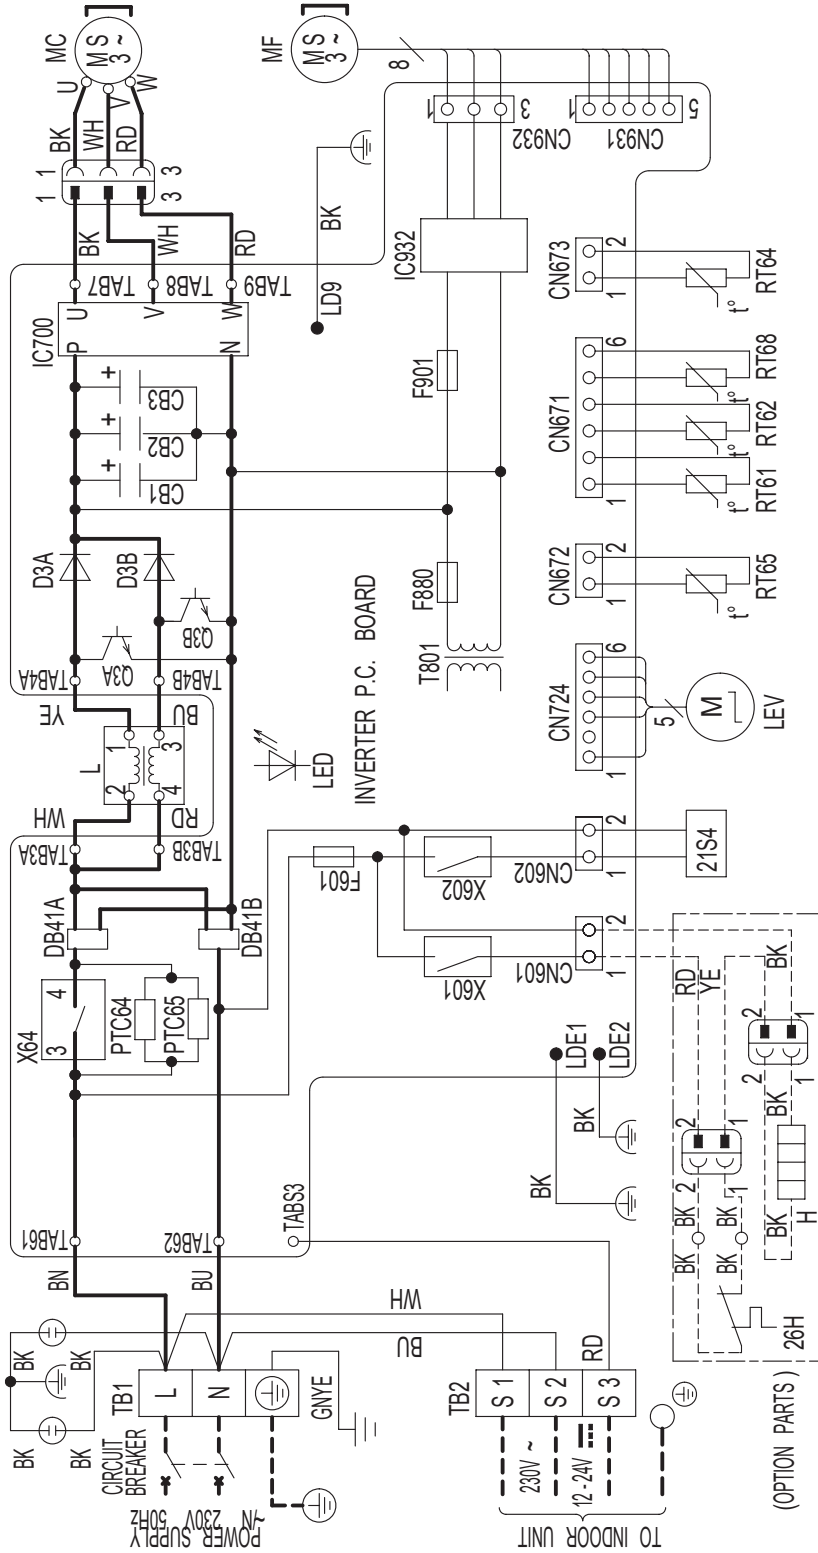 POWER SUPPLY
~/N 230V 50Hz
CIRCUIT
BREAKER
BK
BK
BK
BK
TB1
L
N
GNYE
BN
BU
WH
BU
TB2
S 1
S 2
S 3
RD
230V ~
12 - 24V
TO INDOOR UNIT
TAB61
TAB62
TABS3
X64
3
4
PTC64
PTC65
DB41A
DB41B
TAB3A
TAB3B
WH
RD
L
2
1
4
3
YE
BU
TAB4A
TAB4B
Q3A
Q3B
D3A
D3B
CB1
CB2
CB3
+
+
+
IC700
P
U
V
N
W
TAB7
TAB8
TAB9
BK
WH
RD
1
1
3
3
BK
WH
RD
U
V
W
MC
M S
3 ~
MF
M S
3 ~
8
LED
INVERTER P.C. BOARD
LD9
BK
T801
F880
F901
IC932
1
3
CN932
1
5
CN931
F601
X601
X602
CN601
1
2
CN602
1
2
21S4
CN724
1
6
5
M
LEV
CN672
1
2
t°
RT65
CN671
1
6
t°
RT61
t°
RT62
t°
RT68
CN673
1
2
t°
RT64
LDE1
LDE2
BK
BK
(OPTION PARTS )
26H
BK
BK
BK
BK
2
2
1
1
RD
YE
H
BK
BK
2
2
1
1
BK